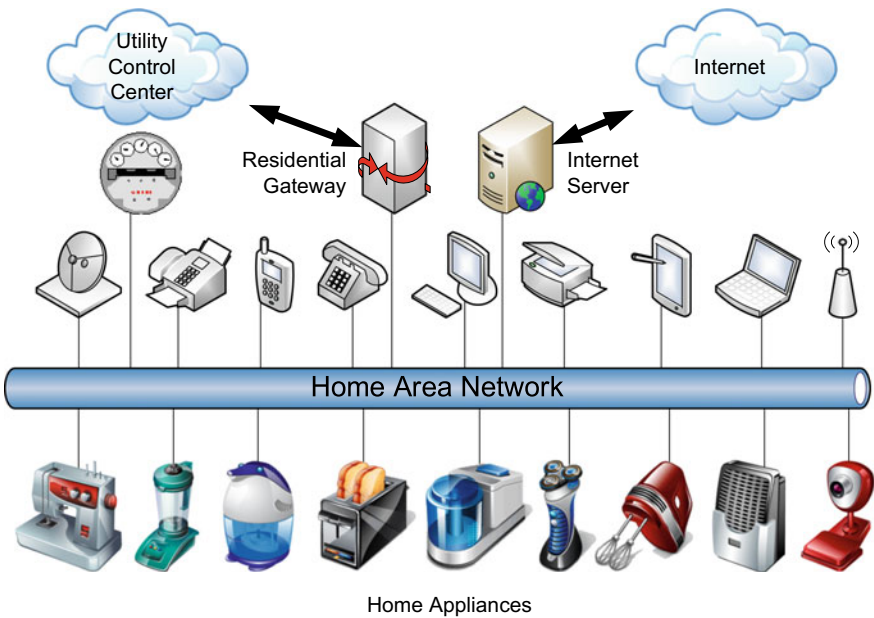 Utility
Control
Center
Internet
Residential
Gateway
Internet
Server
Home Area Network
Home Appliances